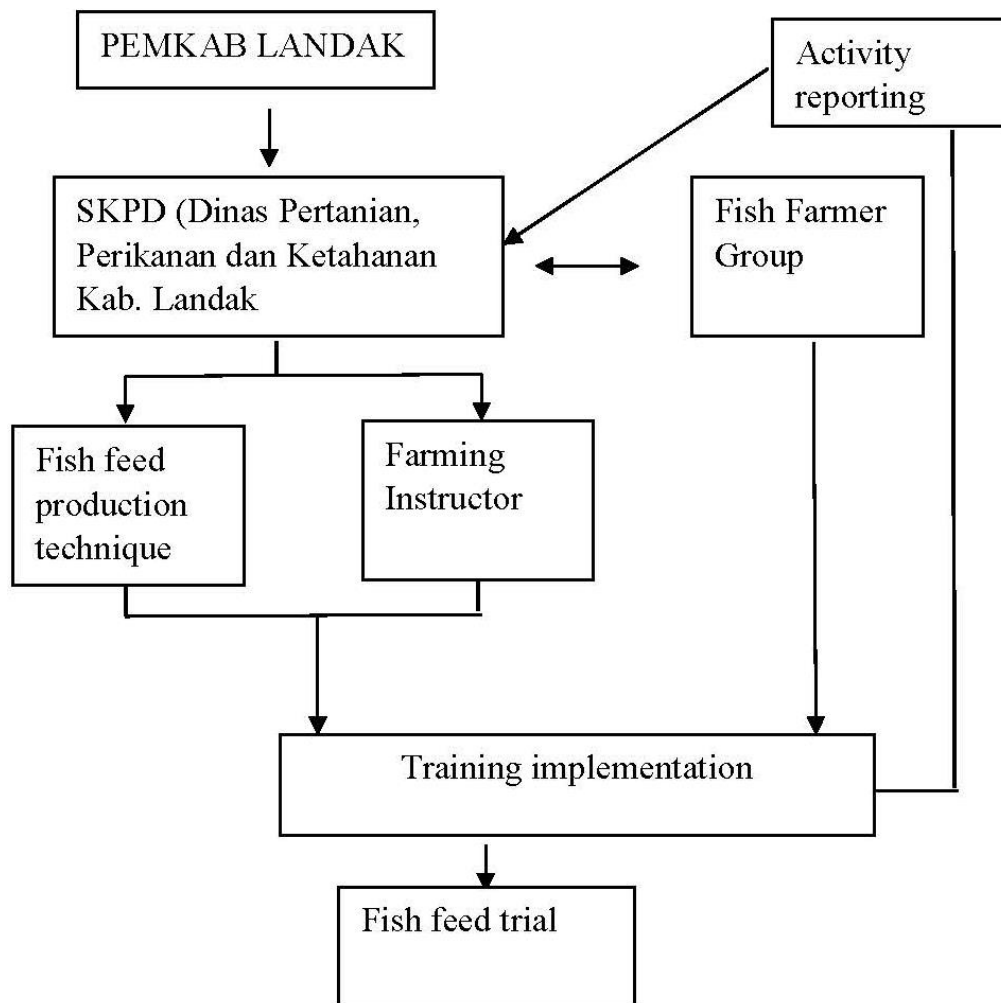 PEMKAB LANDAK
Activity
reporting
SKPD (Dinas Pertanian,
Perikanan dan Ketahanan
Kab. Landak
Fish Farmer
Group
Fish feed
production
technique
Farming
Instructor
Training implementation
Fish feed trial